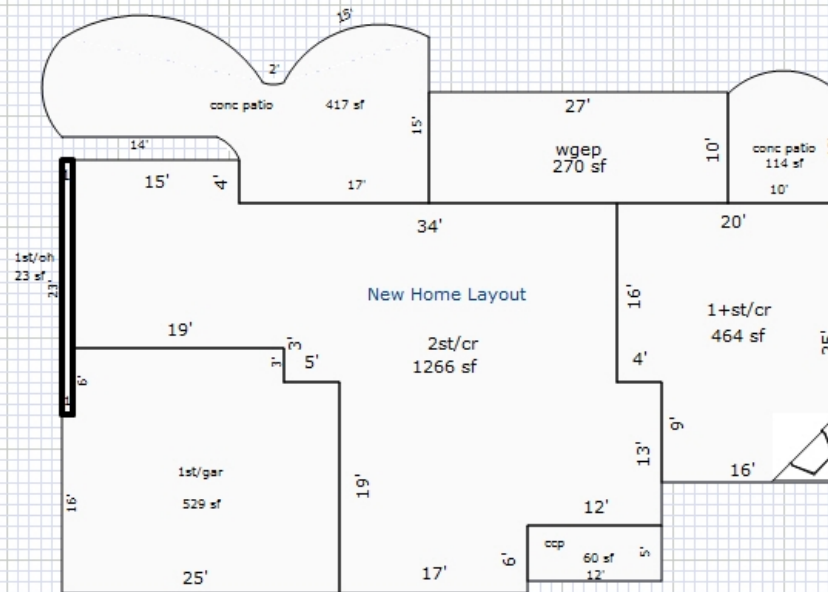 15'
2'
conc patio 417 sf
27'
15'
wgep
270 sf
10'
conc patio
114 sf
10'
14'
1
15'
4'
17'
34'
20'
1st/oh
23 sf
23'
New Home Layout
16'
1+st/cr
464 sf
19'
3'
3'
5'
2st/cr
1266 sf
4'
6'
1
9'
13'
16'
1st/gar
529 sf
16'
19'
12'
ccp
60 sf
5'
6'
12'
25'
17'